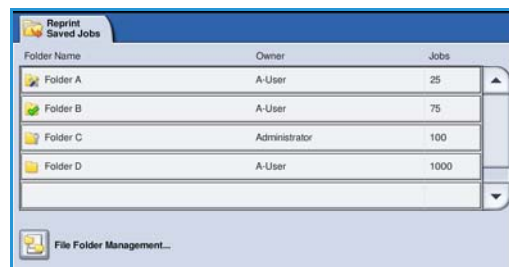 Reprint
Saved Jobs
Folder Name Owner Jobs
Folder A A-User 25
Folder B A-User 75
Folder C Administrator 100
Folder D A-User 1000
File Folder Management...